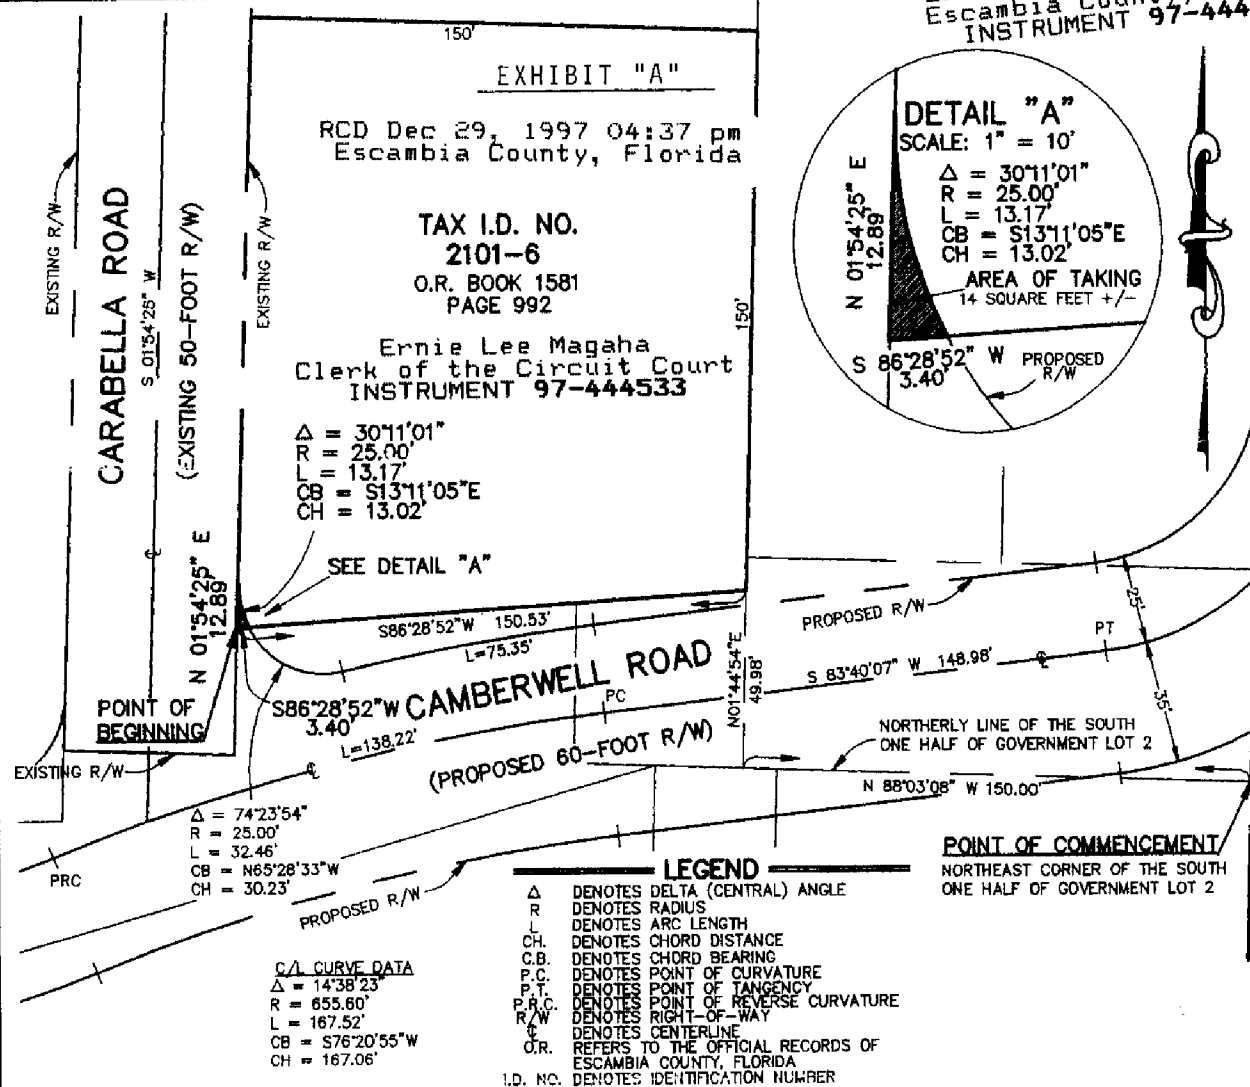 Escambia
INSTRUMENT 97-444
150'
EXHIBIT "A"
RCD Dec 29, 1997 04:37 pm
Escambia County, Florida
TAX I.D. NO.
2101-6
O.R. BOOK 1581
PAGE 992
Ernie Lee Magaha
Clerk of the Circuit Court
INSTRUMENT 97-444533
Δ = 30°11'01"
R = 25.00'
L = 13.17'
CB = S13°11'05"E
CH = 13.02'
SEE DETAIL "A"
150'
DETAIL "A"
SCALE: 1" = 10'
Δ = 30°11'01"
R = 25.00'
L = 13.17'
CB = S13°11'05"E
CH = 13.02'
AREA OF TAKING
14 SQUARE FEET +/-
N 01°54'25" E
12.89'
S 86°28'52" W
3.40'
PROPOSED
R/W
EXISTING R/W
CARABELLA ROAD
S 01°54'25" W
(EXISTING 50-FOOT R/W)
EXISTING R/W
℄
N 01°54'25" E
12.89'
S86°28'52"W 150.53'
L=75.35'
PROPOSED R/W
25'
PT
S 83°40'07" W 148.98'
℄
35'
CAMBERWELL ROAD
PC
N01°44'54"E
49.98'
S86°28'52"W
3.40'
L=138.22'
℄
(PROPOSED 60-FOOT R/W)
POINT OF
BEGINNING
EXISTING R/W
NORTHERLY LINE OF THE SOUTH
ONE HALF OF GOVERNMENT LOT 2
N 88°03'08" W 150.00'
POINT OF COMMENCEMENT
NORTHEAST CORNER OF THE SOUTH
ONE HALF OF GOVERNMENT LOT 2
Δ = 74°23'54"
R = 25.00'
L = 32.46'
CB = N65°28'33"W
CH = 30.23'
PRC
PROPOSED R/W
C/L CURVE DATA
Δ = 14°38'23"
R = 655.60'
L = 167.52'
CB = S76°20'55"W
CH = 167.06'
LEGEND
Δ DENOTES DELTA (CENTRAL) ANGLE
R DENOTES RADIUS
L DENOTES ARC LENGTH
CH. DENOTES CHORD DISTANCE
C.B. DENOTES CHORD BEARING
P.C. DENOTES POINT OF CURVATURE
P.T. DENOTES POINT OF TANGENCY
P.R.C. DENOTES POINT OF REVERSE CURVATURE
R/W DENOTES RIGHT-OF-WAY
℄ DENOTES CENTERLINE
O.R. REFERS TO THE OFFICIAL RECORDS OF
ESCAMBIA COUNTY, FLORIDA
I.D. NO. DENOTES IDENTIFICATION NUMBER